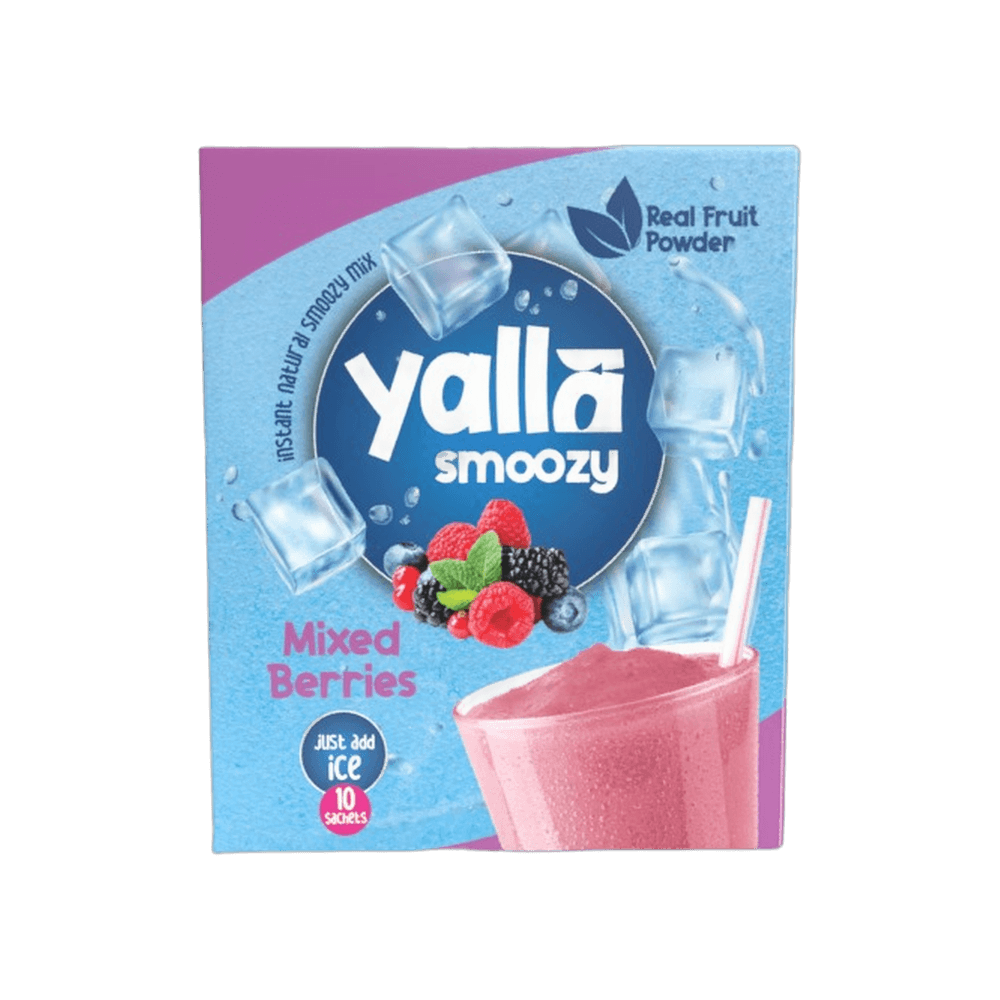 Real Fruit
Powder
instant natural smoozy mix
yallā
smoozy
Mixed
Berries
just add
ice
10
sachets